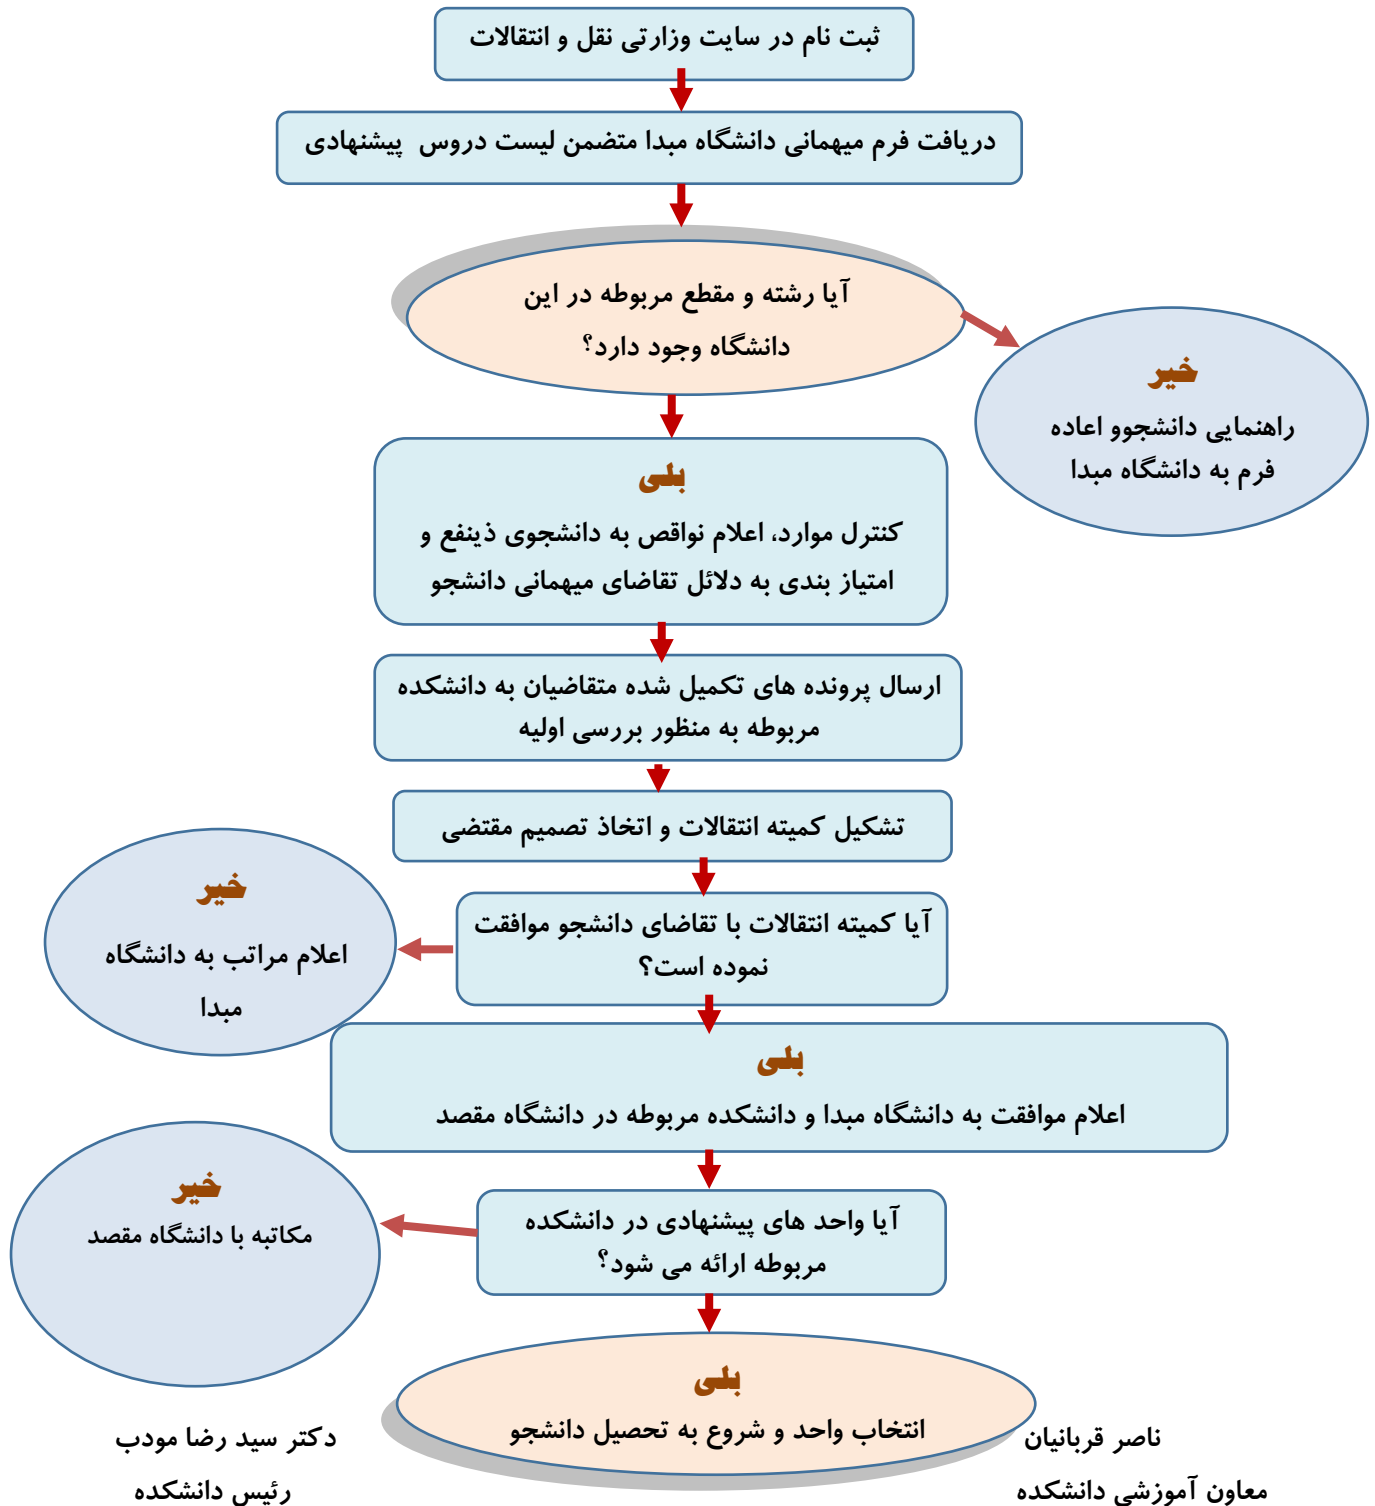 ثبت نام در سایت وزارتی نقل و انتقالات
دریافت فرم میهمانی دانشگاه مبدا متضمن لیست دروس پیشنهادی
آیا رشته و مقطع مربوطه در این
دانشگاه وجود دارد؟
خیر
راهنمایی دانشجوو اعاده
فرم به دانشگاه مبدا
بلی
کنترل موارد، اعلام نواقص به دانشجوی ذینفع و
امتیاز بندی به دلائل تقاضای میهمانی دانشجو
ارسال پرونده های تکمیل شده متقاضیان به دانشکده
مربوطه به منظور بررسی اولیه
تشکیل کمیته انتقالات و اتخاذ تصمیم مقتضی
آیا کمیته انتقالات با تقاضای دانشجو موافقت
نموده است؟
خیر
اعلام مراتب به دانشگاه
مبدا
بلی
اعلام موافقت به دانشگاه مبدا و دانشکده مربوطه در دانشگاه مقصد
آیا واحد های پیشنهادی در دانشکده
مربوطه ارائه می شود؟
خیر
مکاتبه با دانشگاه مقصد
بلی
انتخاب واحد و شروع به تحصیل دانشجو
ناصر قربانیان
معاون آموزشی دانشکده
دکتر سید رضا مودب
رئیس دانشکده